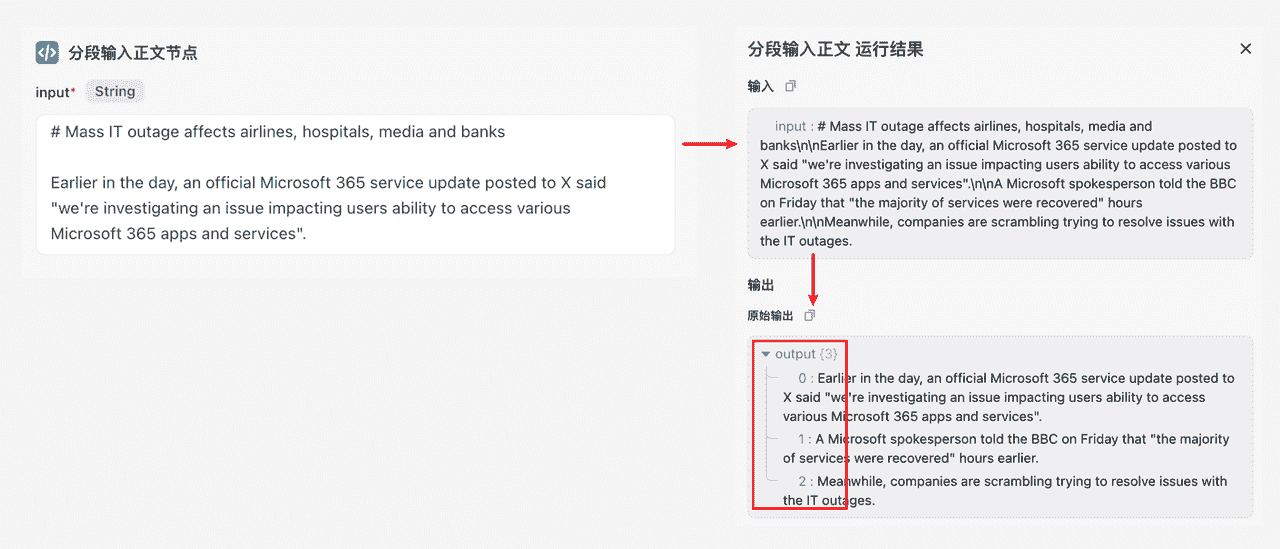 分段输入正文节点
input* String
# Mass IT outage affects airlines, hospitals, media and banks
Earlier in the day, an official Microsoft 365 service update posted to X said
"we're investigating an issue impacting users ability to access various
Microsoft 365 apps and services".
分段输入正文 运行结果
输入
input : # Mass IT outage affects airlines, hospitals, media and
banks\n\nEarlier in the day, an official Microsoft 365 service update posted to
X said "we're investigating an issue impacting users ability to access various
Microsoft 365 apps and services".\n\nA Microsoft spokesperson told the BBC
on Friday that "the majority of services were recovered" hours
earlier.\n\nMeanwhile, companies are scrambling trying to resolve issues with
the IT outages.
输出
原始输出
output {3}
0 : Earlier in the day, an official Microsoft 365 service update posted to
X said "we're investigating an issue impacting users ability to access
various Microsoft 365 apps and services".
1 : A Microsoft spokesperson told the BBC on Friday that "the majority
of services were recovered" hours earlier.
2 : Meanwhile, companies are scrambling trying to resolve issues with
the IT outages.